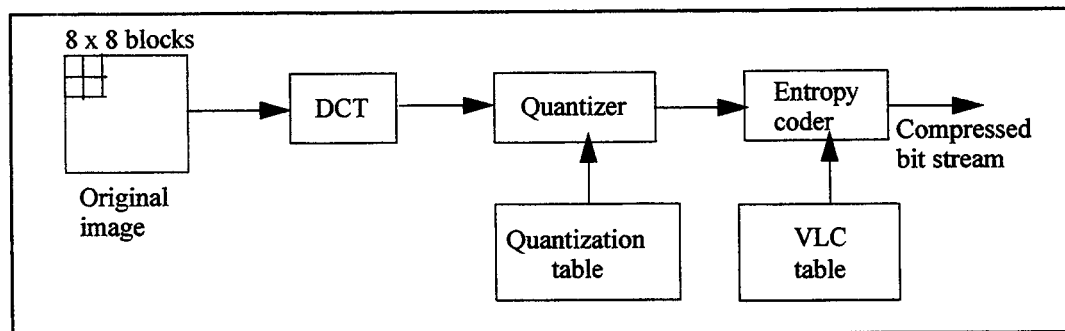 8 x 8 blocks
Original
image
DCT
Quantizer
Entropy
coder
Compressed
bit stream
Quantization
table
VLC
table